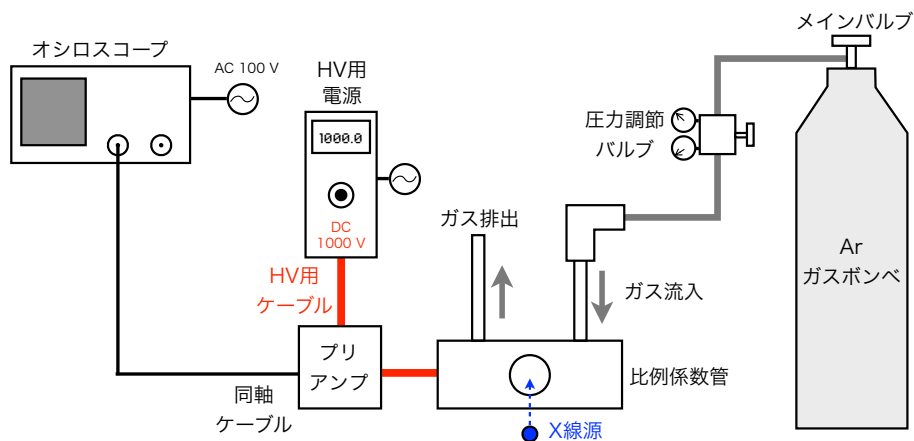 メインバルブ
オシロスコープ
AC 100 V
HV用
電源
1000.0
圧力調節
バルブ
DC
1000 V
ガス排出
HV用
ケーブル
ガス流入
Ar
ガスボンベ
プリ
アンプ
比例係数管
同軸
ケーブル
X線源